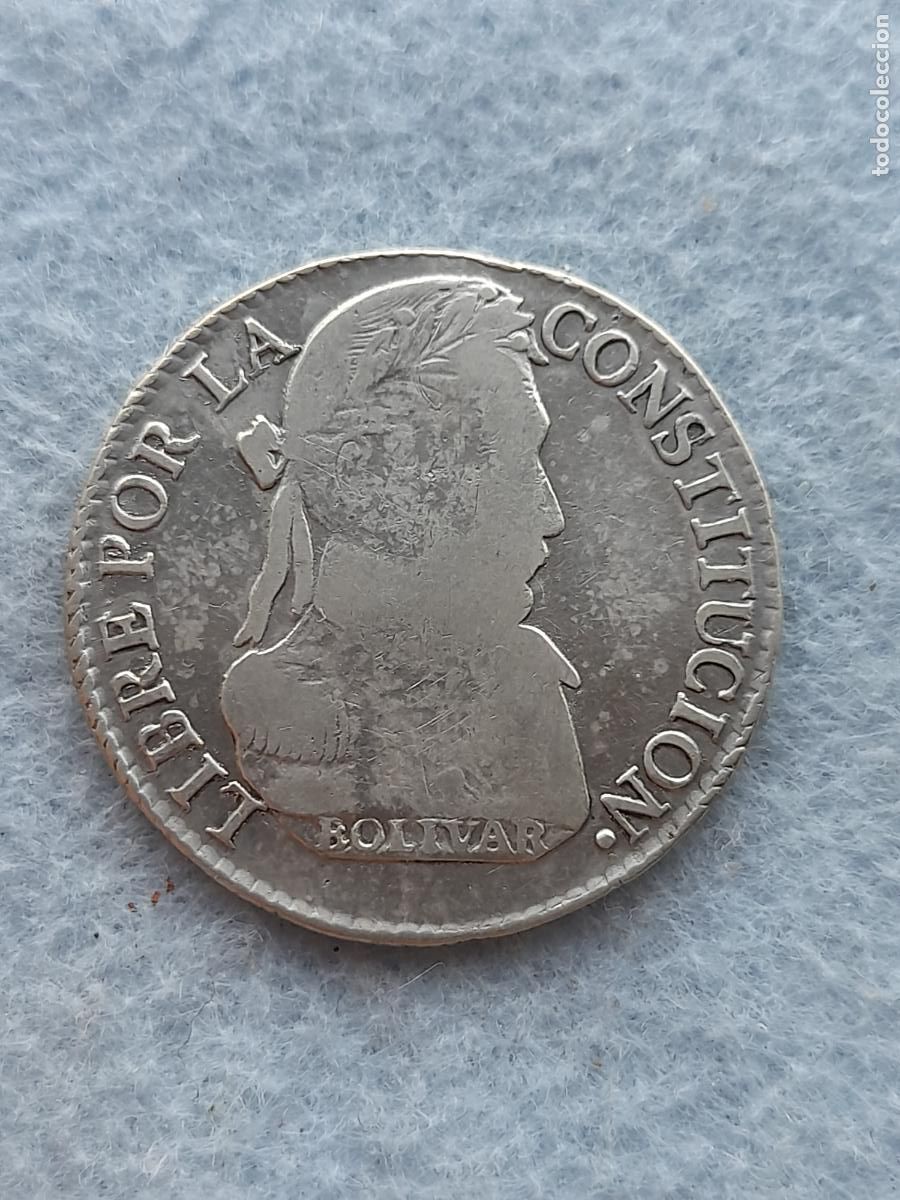 LIBRE POR LA CONSTITUCION.
BOLIVAR
todocoleccion